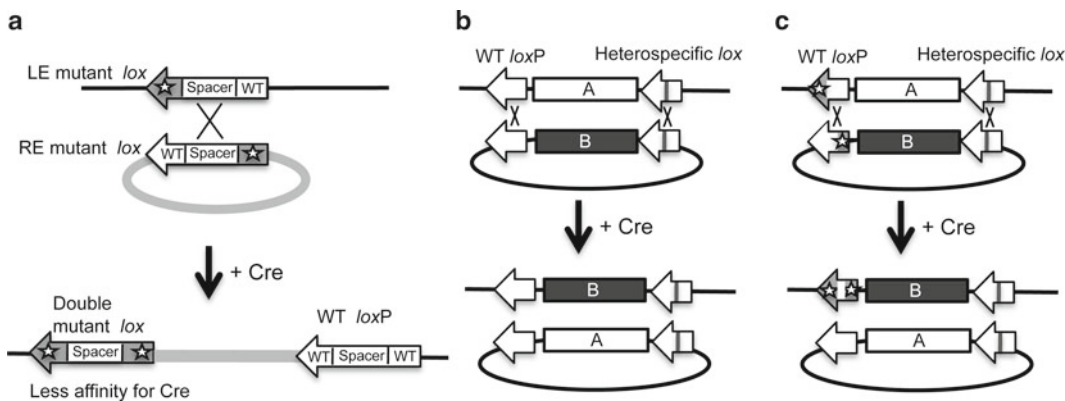 a
LE mutant lox
Spacer WT
RE mutant lox
WT Spacer
+ Cre
Double
mutant lox
WT loxP
Spacer
WT Spacer WT
Less affinity for Cre
b
WT loxP Heterospecific lox
A
B
+ Cre
B
A
c
WT loxP Heterospecific lox
A
B
+ Cre
B
A